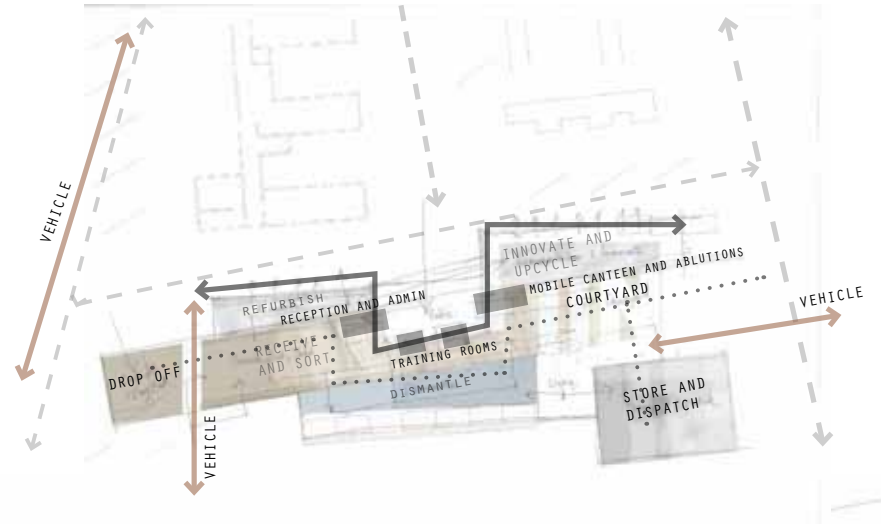 VEHICLE
INNOVATE AND
UPCYCLE
MOBILE CANTEEN AND ABLUTIONS
COURTYARD
VEHICLE
REFURBISH
RECEPTION AND ADMIN
RECEIVE
AND SORT
TRAINING ROOMS
DROP OFF
DISMANTLE
STORE AND
DISPATCH
VEHICLE